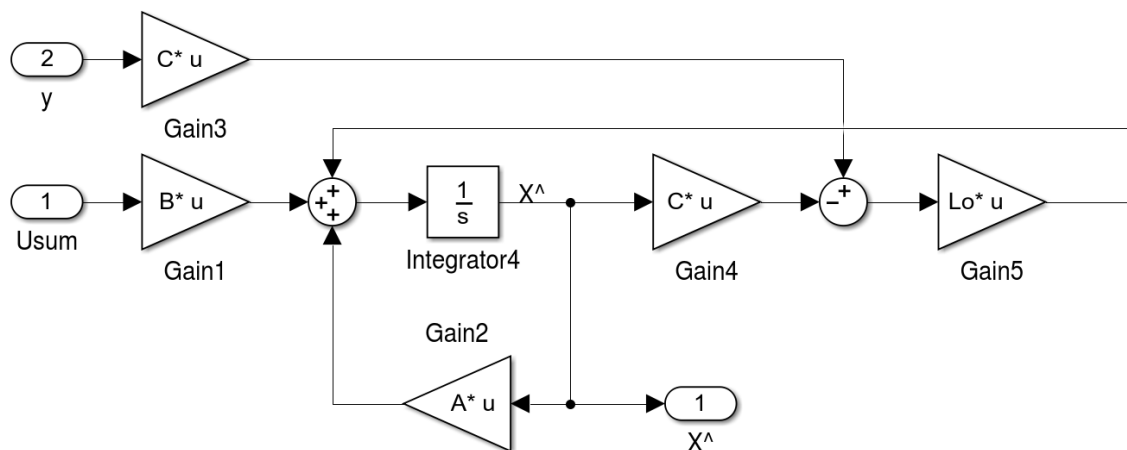 2
C* u
y
Gain3
1
B* u
+
+
+
1
s
X^
C* u
−
+
Lo* u
Usum
Gain1
Integrator4
Gain4
Gain5
Gain2
A* u
1
X^